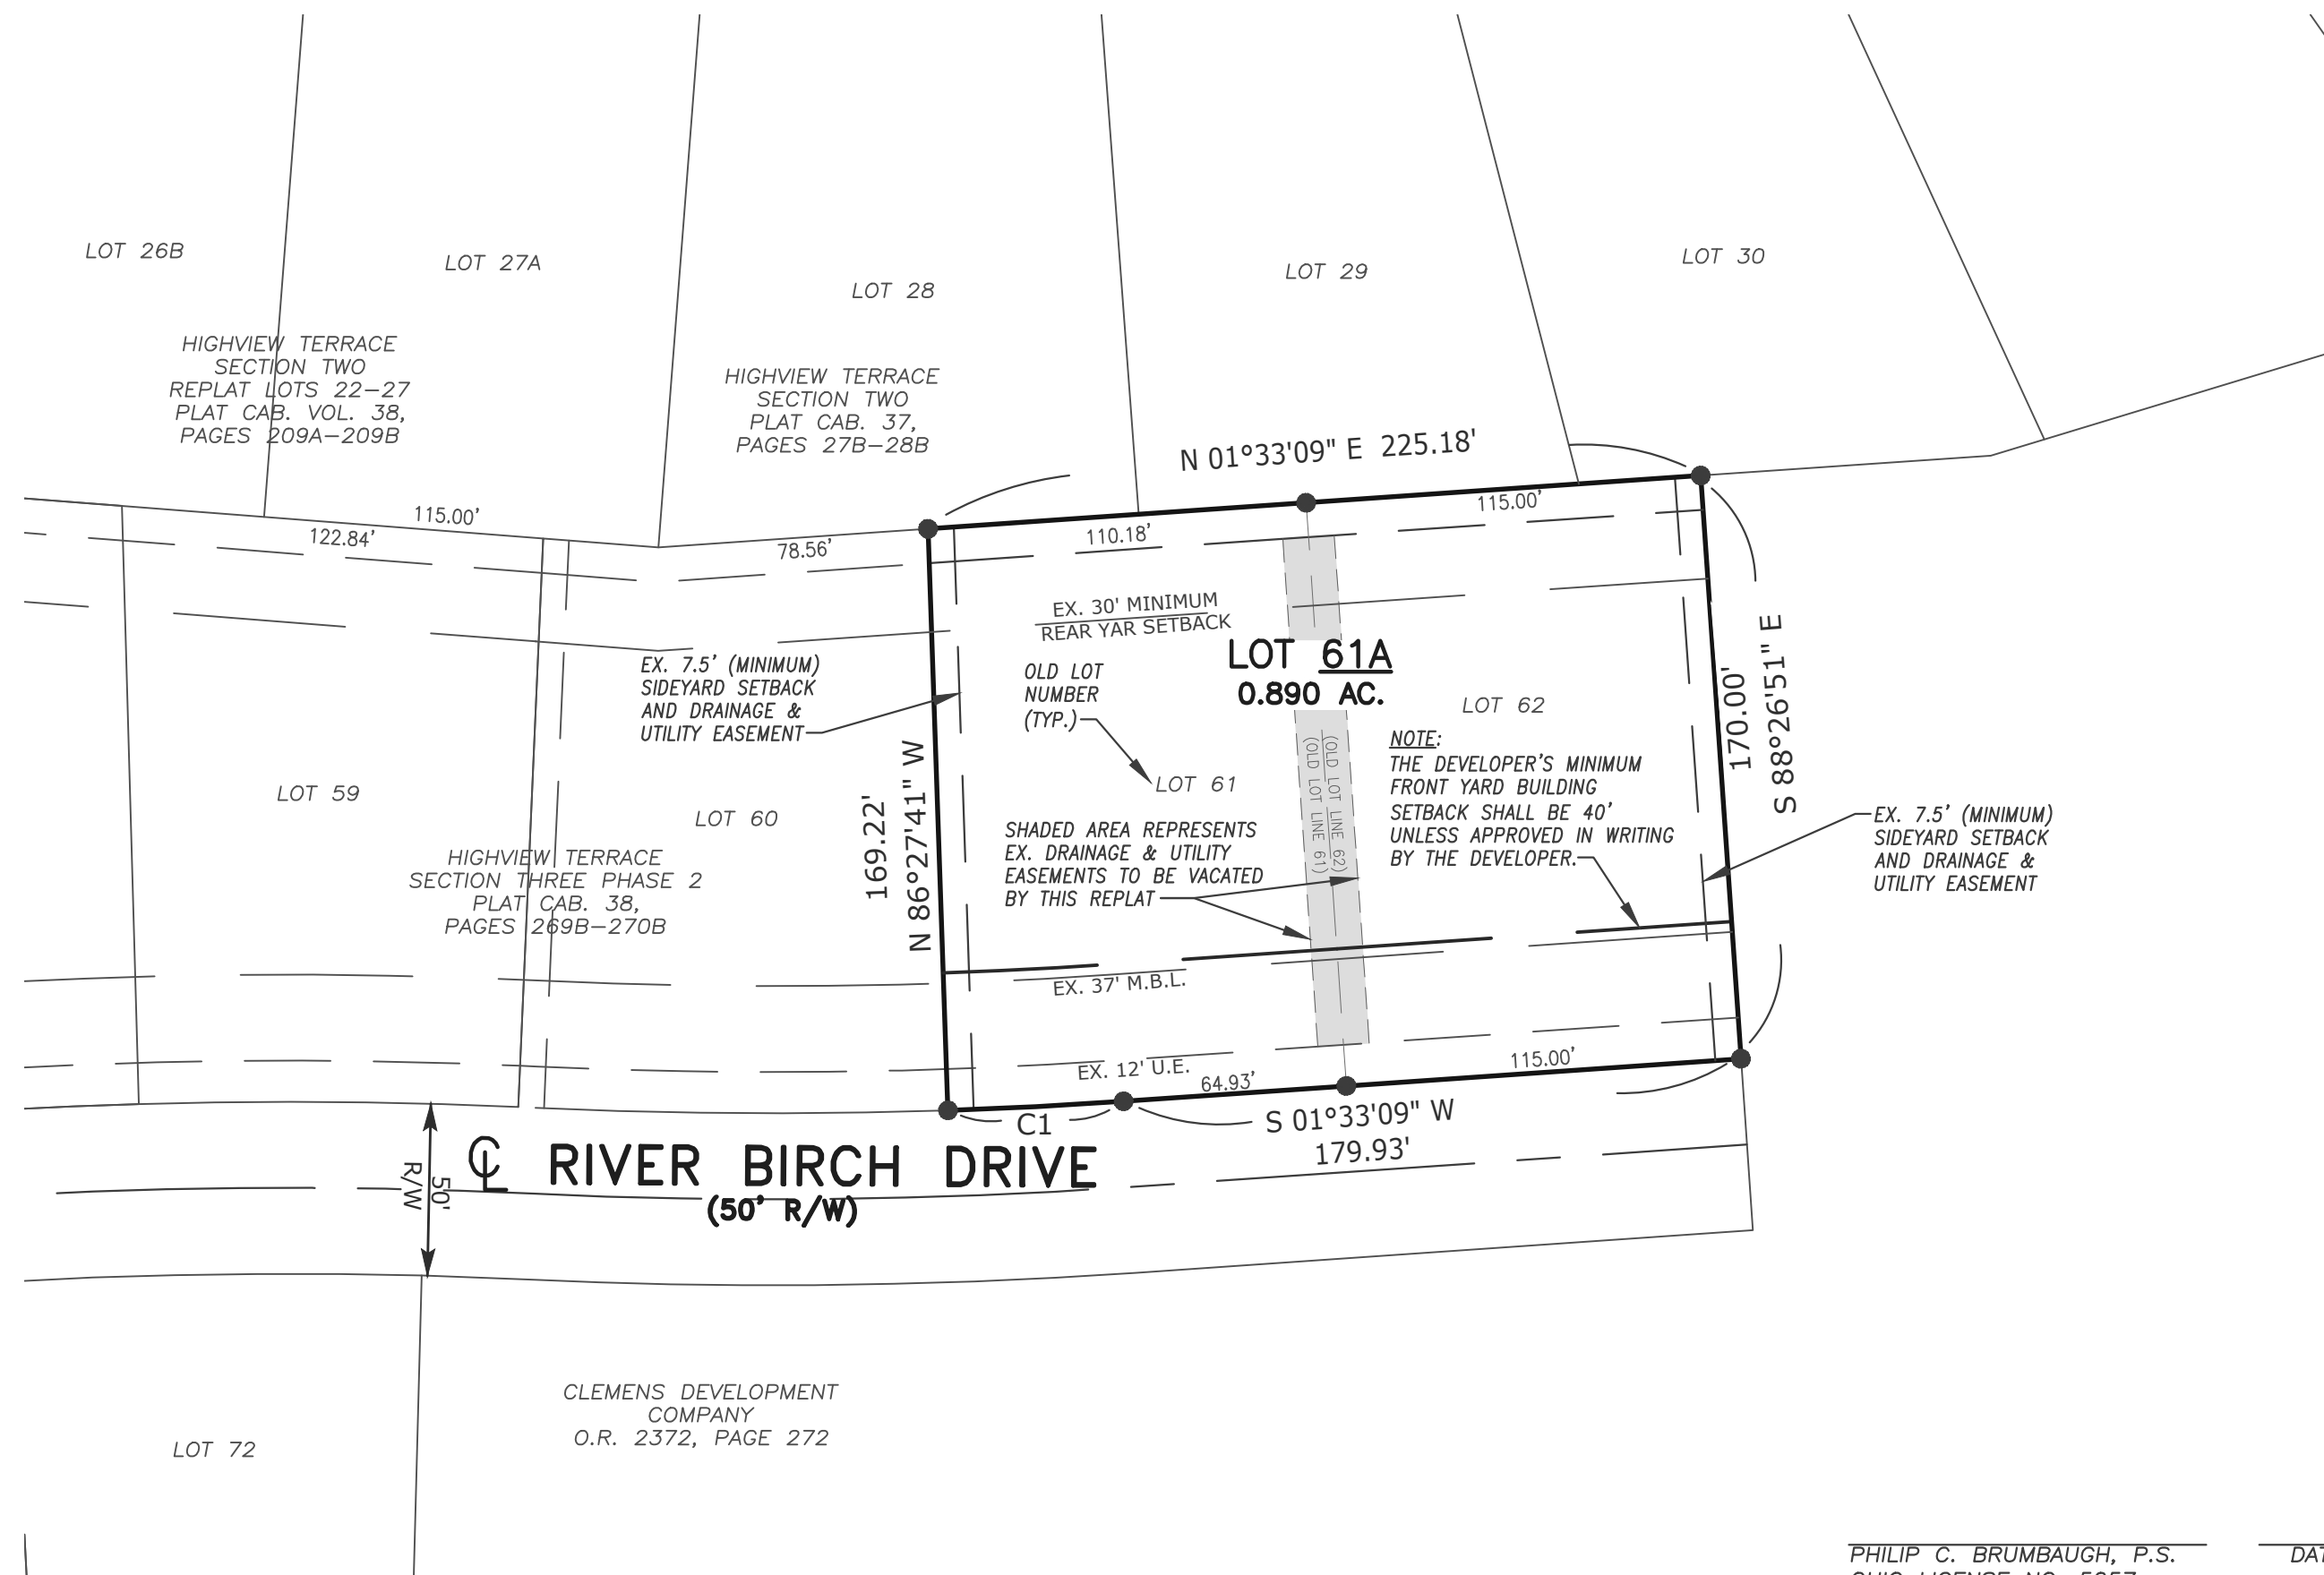 LOT 26B
LOT 27A
LOT 28
LOT 29
LOT 30
HIGHVIEW TERRACE
SECTION TWO
REPLAT LOTS 22-27
PLAT CAB. VOL. 38,
PAGES 209A-209B
HIGHVIEW TERRACE
SECTION TWO
PLAT CAB. 37,
PAGES 27B-28B
N 01°33'09" E 225.18'
115.00'
122.84'
78.56'
110.18'
115.00'
EX. 30' MINIMUM
REAR YAR SETBACK
LOT 61A
0.890 AC.
EX. 7.5' (MINIMUM)
SIDEYARD SETBACK
AND DRAINAGE &
UTILITY EASEMENT
OLD LOT
NUMBER
(TYP.)
LOT 61
LOT 62
NOTE:
THE DEVELOPER'S MINIMUM
FRONT YARD BUILDING
SETBACK SHALL BE 40'
UNLESS APPROVED IN WRITING
BY THE DEVELOPER.
170.00'
S 88°26'51" E
169.22'
N 86°27'41" W
(OLD LOT LINE 62)
(OLD LOT LINE 61)
SHADED AREA REPRESENTS
EX. DRAINAGE & UTILITY
EASEMENTS TO BE VACATED
BY THIS REPLAT
EX. 7.5' (MINIMUM)
SIDEYARD SETBACK
AND DRAINAGE &
UTILITY EASEMENT
LOT 59
LOT 60
HIGHVIEW TERRACE
SECTION THREE PHASE 2
PLAT CAB. 38,
PAGES 269B-270B
EX. 37' M.B.L.
EX. 12' U.E.
64.93'
115.00'
C1
S 01°33'09" W
179.93'
50'
R/W
CL RIVER BIRCH DRIVE
(50' R/W)
CLEMENS DEVELOPMENT
COMPANY
O.R. 2372, PAGE 272
LOT 72
PHILIP C. BRUMBAUGH, P.S.
DAT